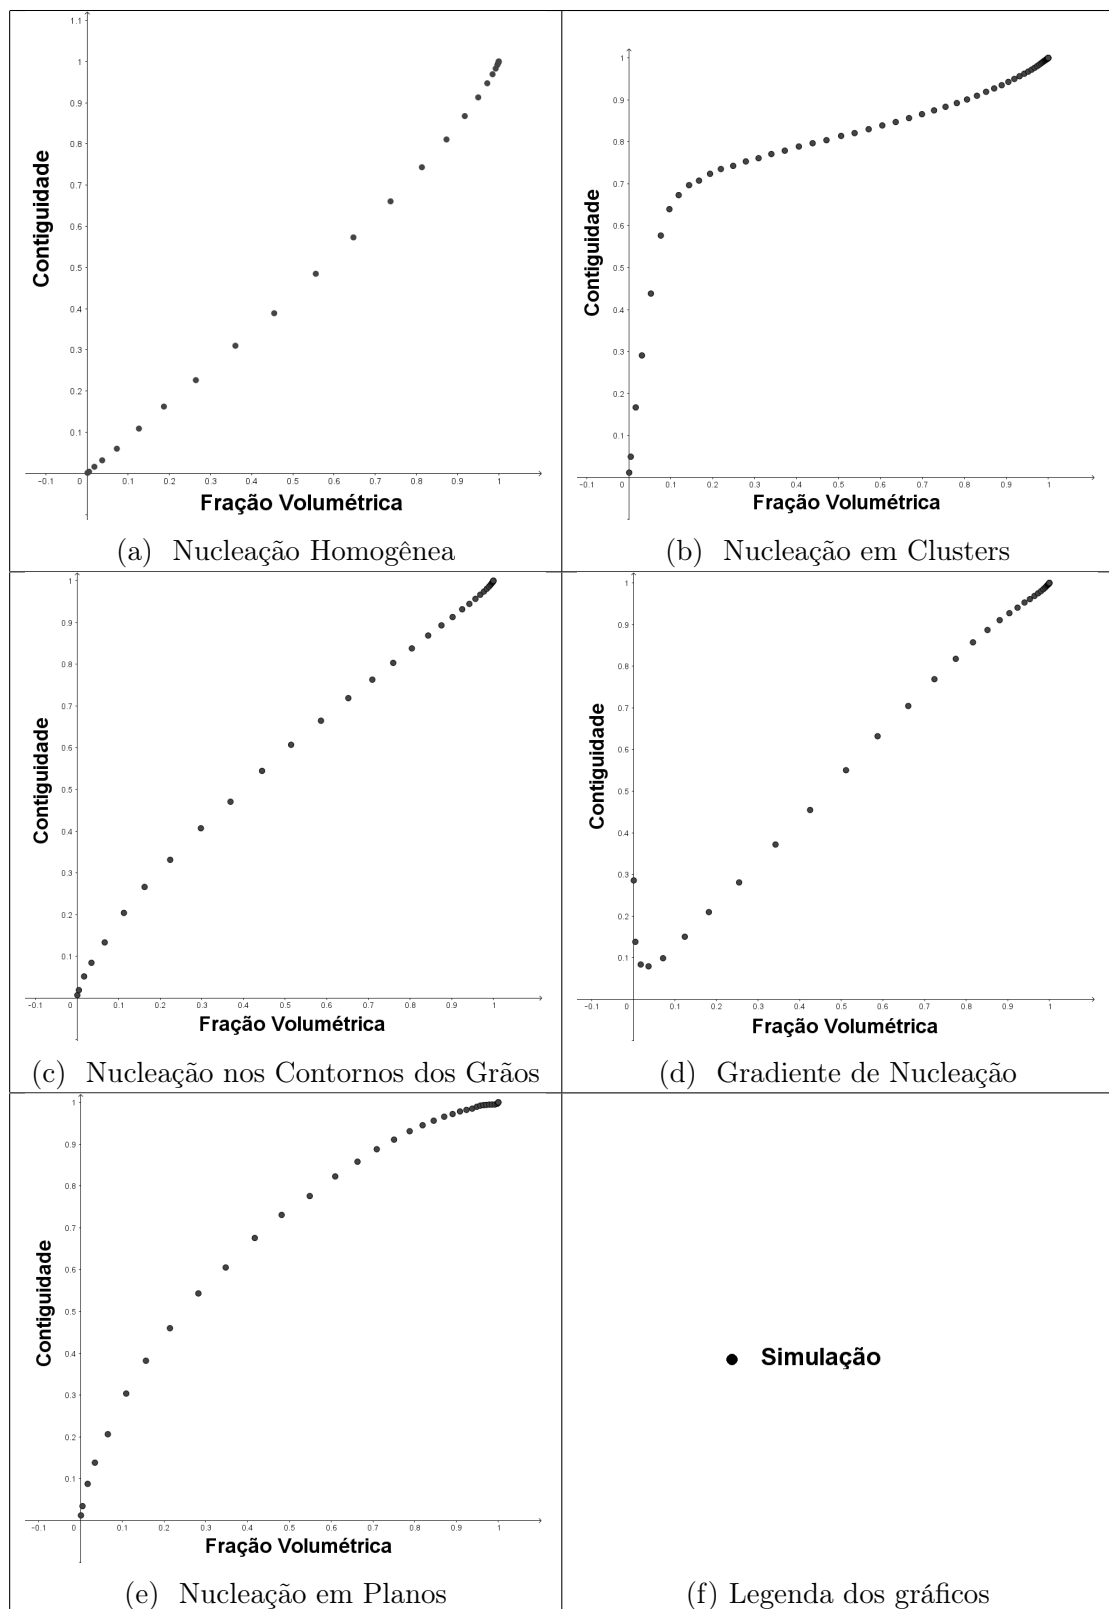 1.1
1
0.9
0.8
0.7
0.6
0.5
0.4
0.3
0.2
0.1
Contiguidade
−0.1 0 0.1 0.2 0.3 0.4 0.5 0.6 0.7 0.8 0.9 1
Fração Volumétrica
(a) Nucleação Homogênea
1
0.9
0.8
0.7
0.6
0.5
0.4
0.3
0.2
0.1
Contiguidade
−0.1 0 0.1 0.2 0.3 0.4 0.5 0.6 0.7 0.8 0.9 1
Fração Volumétrica
(b) Nucleação em Clusters
1
0.9
0.8
0.7
0.6
0.5
0.4
0.3
0.2
0.1
Contiguidade
−0.1 0 0.1 0.2 0.3 0.4 0.5 0.6 0.7 0.8 0.9 1
Fração Volumétrica
(c) Nucleação nos Contornos dos Grãos
1
0.9
0.8
0.7
0.6
0.5
0.4
0.3
0.2
0.1
Contiguidade
−0.1 0 0.1 0.2 0.3 0.4 0.5 0.6 0.7 0.8 0.9 1
Fração Volumétrica
(d) Gradiente de Nucleação
1
0.9
0.8
0.7
0.6
0.5
0.4
0.3
0.2
0.1
Contiguidade
−0.1 0 0.1 0.2 0.3 0.4 0.5 0.6 0.7 0.8 0.9 1
Fração Volumétrica
(e) Nucleação em Planos
Simulação
(f) Legenda dos gráficos